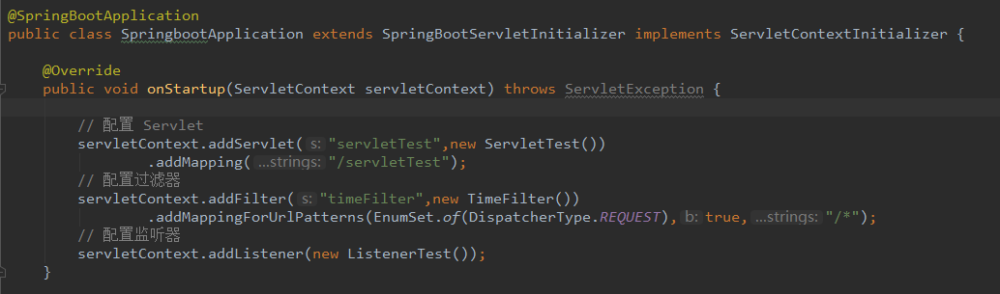 @SpringBootApplication
public class SpringbootApplication extends SpringBootServletInitializer implements ServletContextInitializer {
@Override
public void onStartup(ServletContext servletContext) throws ServletException {
// 配置 Servlet
servletContext.addServlet( s: "servletTest",new ServletTest())
.addMapping( ...strings: "/servletTest");
// 配置过滤器
servletContext.addFilter( s: "timeFilter",new TimeFilter())
.addMappingForUrlPatterns(EnumSet.of(DispatcherType.REQUEST), b: true, ...strings: "/*");
// 配置监听器
servletContext.addListener(new ListenerTest());
}